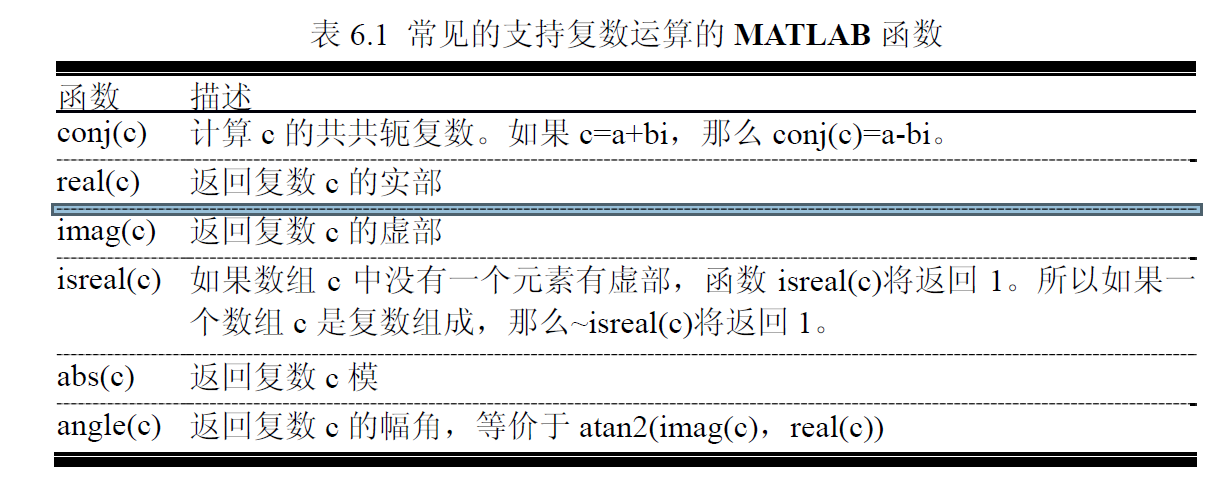 表 6.1 常见的支持复数运算的 MATLAB 函数
函数 描述
conj(c) 计算 c 的共共轭复数。如果 c=a+bi，那么 conj(c)=a-bi。
real(c) 返回复数 c 的实部
imag(c) 返回复数 c 的虚部
isreal(c) 如果数组 c 中没有一个元素有虚部，函数 isreal(c)将返回 1。所以如果一
个数组 c 是复数组成，那么~isreal(c)将返回 1。
abs(c) 返回复数 c 模
angle(c) 返回复数 c 的幅角，等价于 atan2(imag(c)，real(c))